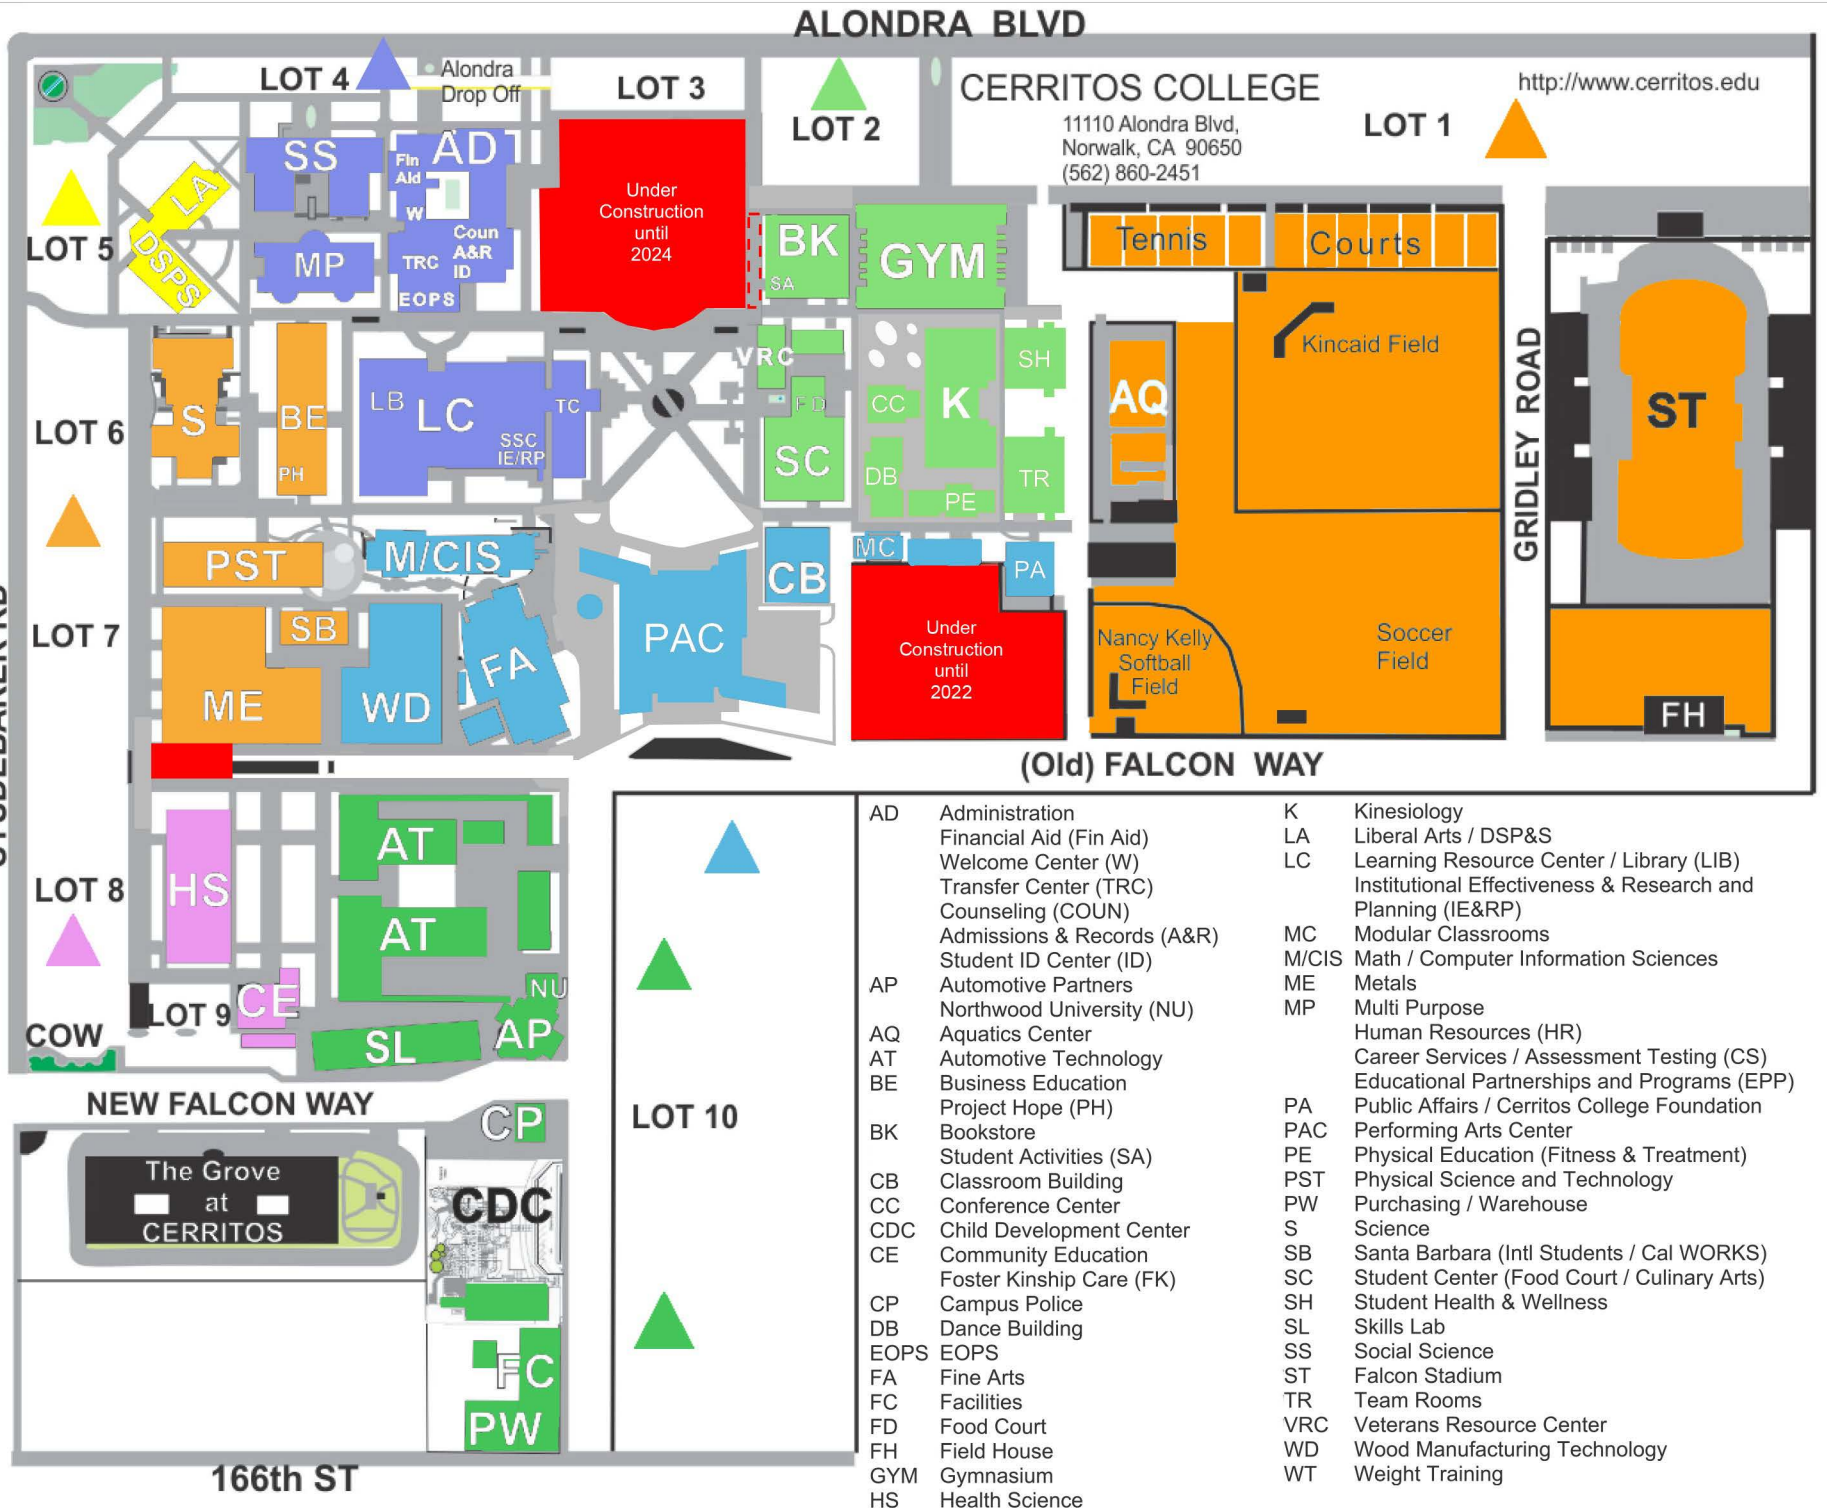 ALONDRA BLVD
LOT 4
Alondra
Drop Off
LOT 3
LOT 2
CERRITOS COLLEGE
11110 Alondra Blvd,
Norwalk, CA 90650
(562) 860-2451
LOT 1
http://www.cerritos.edu
LOT 5
LA
DSPS
SS
MP
AD
Fin
Aid
W
Coun
A&R
ID
TRC
EOPS
Under
Construction
until
2024
BK
SA
GYM
Tennis
Courts
Kincaid Field
GRIDLEY ROAD
ST
LOT 6
S
BE
PH
LB
LC
SSC
IE/RP
TC
VRC
FD
SC
CC
K
SH
DB
PE
TR
AQ
PST
M/CIS
CB
MC
PA
LOT 7
SB
ME
WD
FA
PAC
Under
Construction
until
2022
Nancy Kelly
Softball
Field
Soccer
Field
FH
(Old) FALCON WAY
LOT 8
HS
AT
AT
NU
LOT 9
CE
COW
SL
AP
NEW FALCON WAY
CP
LOT 10
The Grove
at
CERRITOS
CDC
FC
PW
166th ST
AD Administration
Financial Aid (Fin Aid)
Welcome Center (W)
Transfer Center (TRC)
Counseling (COUN)
Admissions & Records (A&R)
Student ID Center (ID)
AP Automotive Partners
Northwood University (NU)
AQ Aquatics Center
AT Automotive Technology
BE Business Education
Project Hope (PH)
BK Bookstore
Student Activities (SA)
CB Classroom Building
CC Conference Center
CDC Child Development Center
CE Community Education
Foster Kinship Care (FK)
CP Campus Police
DB Dance Building
EOPS EOPS
FA Fine Arts
FC Facilities
FD Food Court
FH Field House
GYM Gymnasium
HS Health Science
K Kinesiology
LA Liberal Arts / DSP&S
LC Learning Resource Center / Library (LIB)
Institutional Effectiveness & Research and
Planning (IE&RP)
MC Modular Classrooms
M/CIS Math / Computer Information Sciences
ME Metals
MP Multi Purpose
Human Resources (HR)
Career Services / Assessment Testing (CS)
Educational Partnerships and Programs (EPP)
PA Public Affairs / Cerritos College Foundation
PAC Performing Arts Center
PE Physical Education (Fitness & Treatment)
PST Physical Science and Technology
PW Purchasing / Warehouse
S Science
SB Santa Barbara (Intl Students / Cal WORKS)
SC Student Center (Food Court / Culinary Arts)
SH Student Health & Wellness
SL Skills Lab
SS Social Science
ST Falcon Stadium
TR Team Rooms
VRC Veterans Resource Center
WD Wood Manufacturing Technology
WT Weight Training